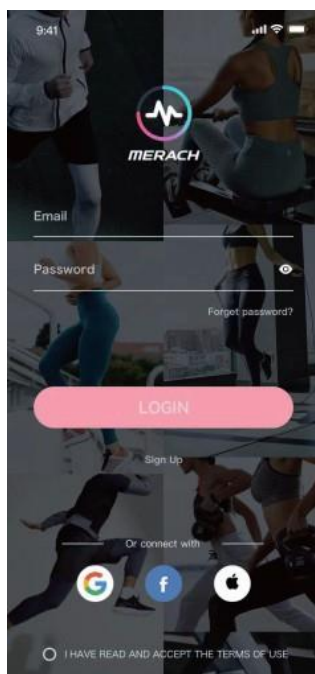 9:41
MERACH
Email
Password
Forget password?
LOGIN
Sign Up
Or connect with
G
f
I HAVE READ AND ACCEPT THE TERMS OF USE